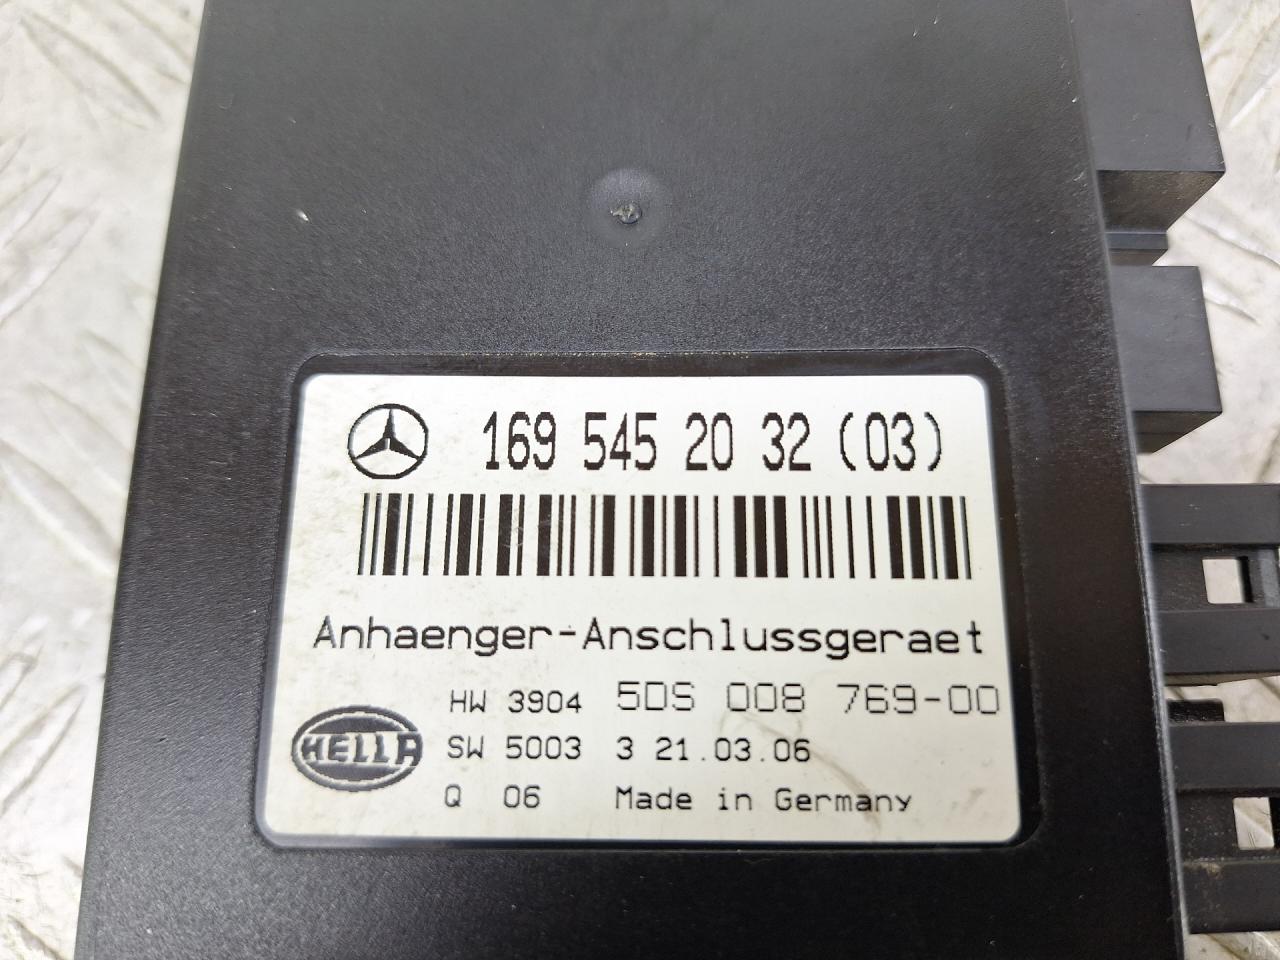 169 545 20 32 (03)
Anhaenger-Anschlussgeraet
HW 3904 5DS 008 769-00
HELLA SW 5003 3 21.03.06
Q 06 Made in Germany